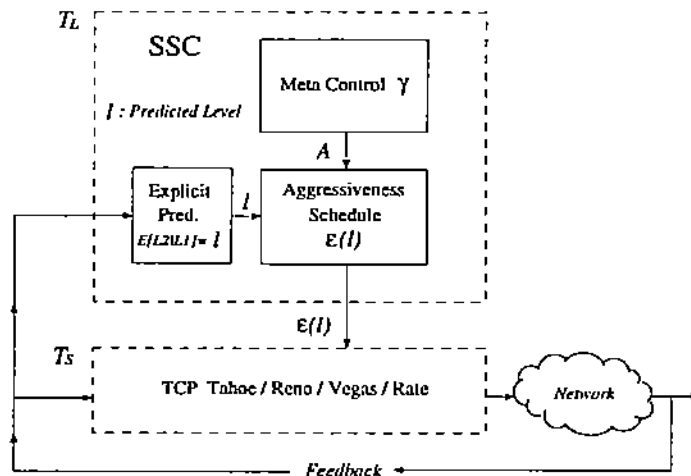 T_L
SSC
Meta Control γ
l : Predicted Level
A
Explicit
Pred.
E[L2|L1]= l
l
Aggressiveness
Schedule
ε(l)
ε(l)
T_S
TCP Tahoe / Reno / Vegas / Rate
Network
Feedback